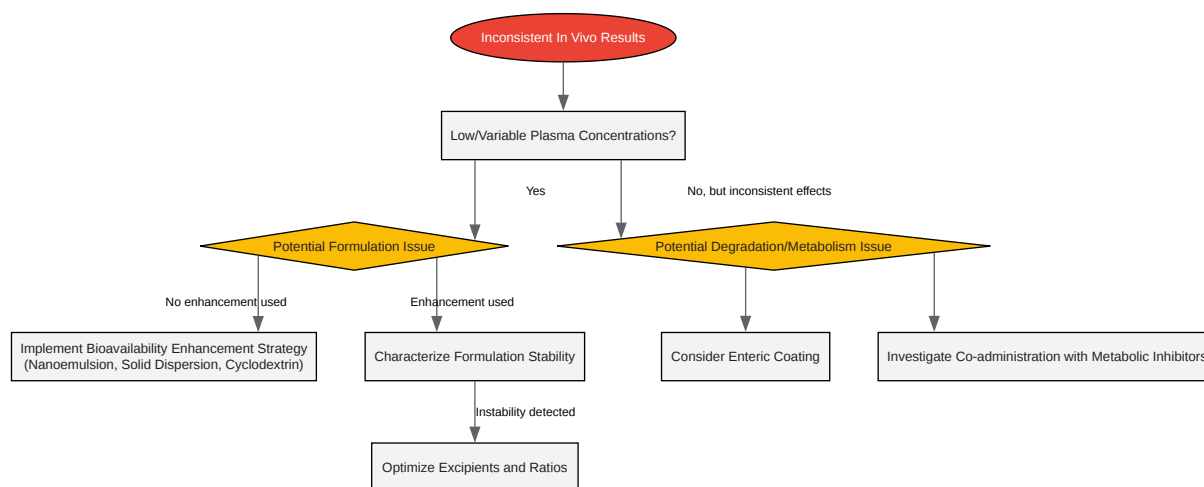 Inconsistent In Vivo Results
Low/Variable Plasma Concentrations?
Yes
No, but inconsistent effects
Potential Formulation Issue
Potential Degradation/Metabolism Issue
No enhancement used
Enhancement used
Implement Bioavailability Enhancement Strategy
(Nanoemulsion, Solid Dispersion, Cyclodextrin)
Characterize Formulation Stability
Consider Enteric Coating
Investigate Co-administration with Metabolic Inhibitors
Instability detected
Optimize Excipients and Ratios